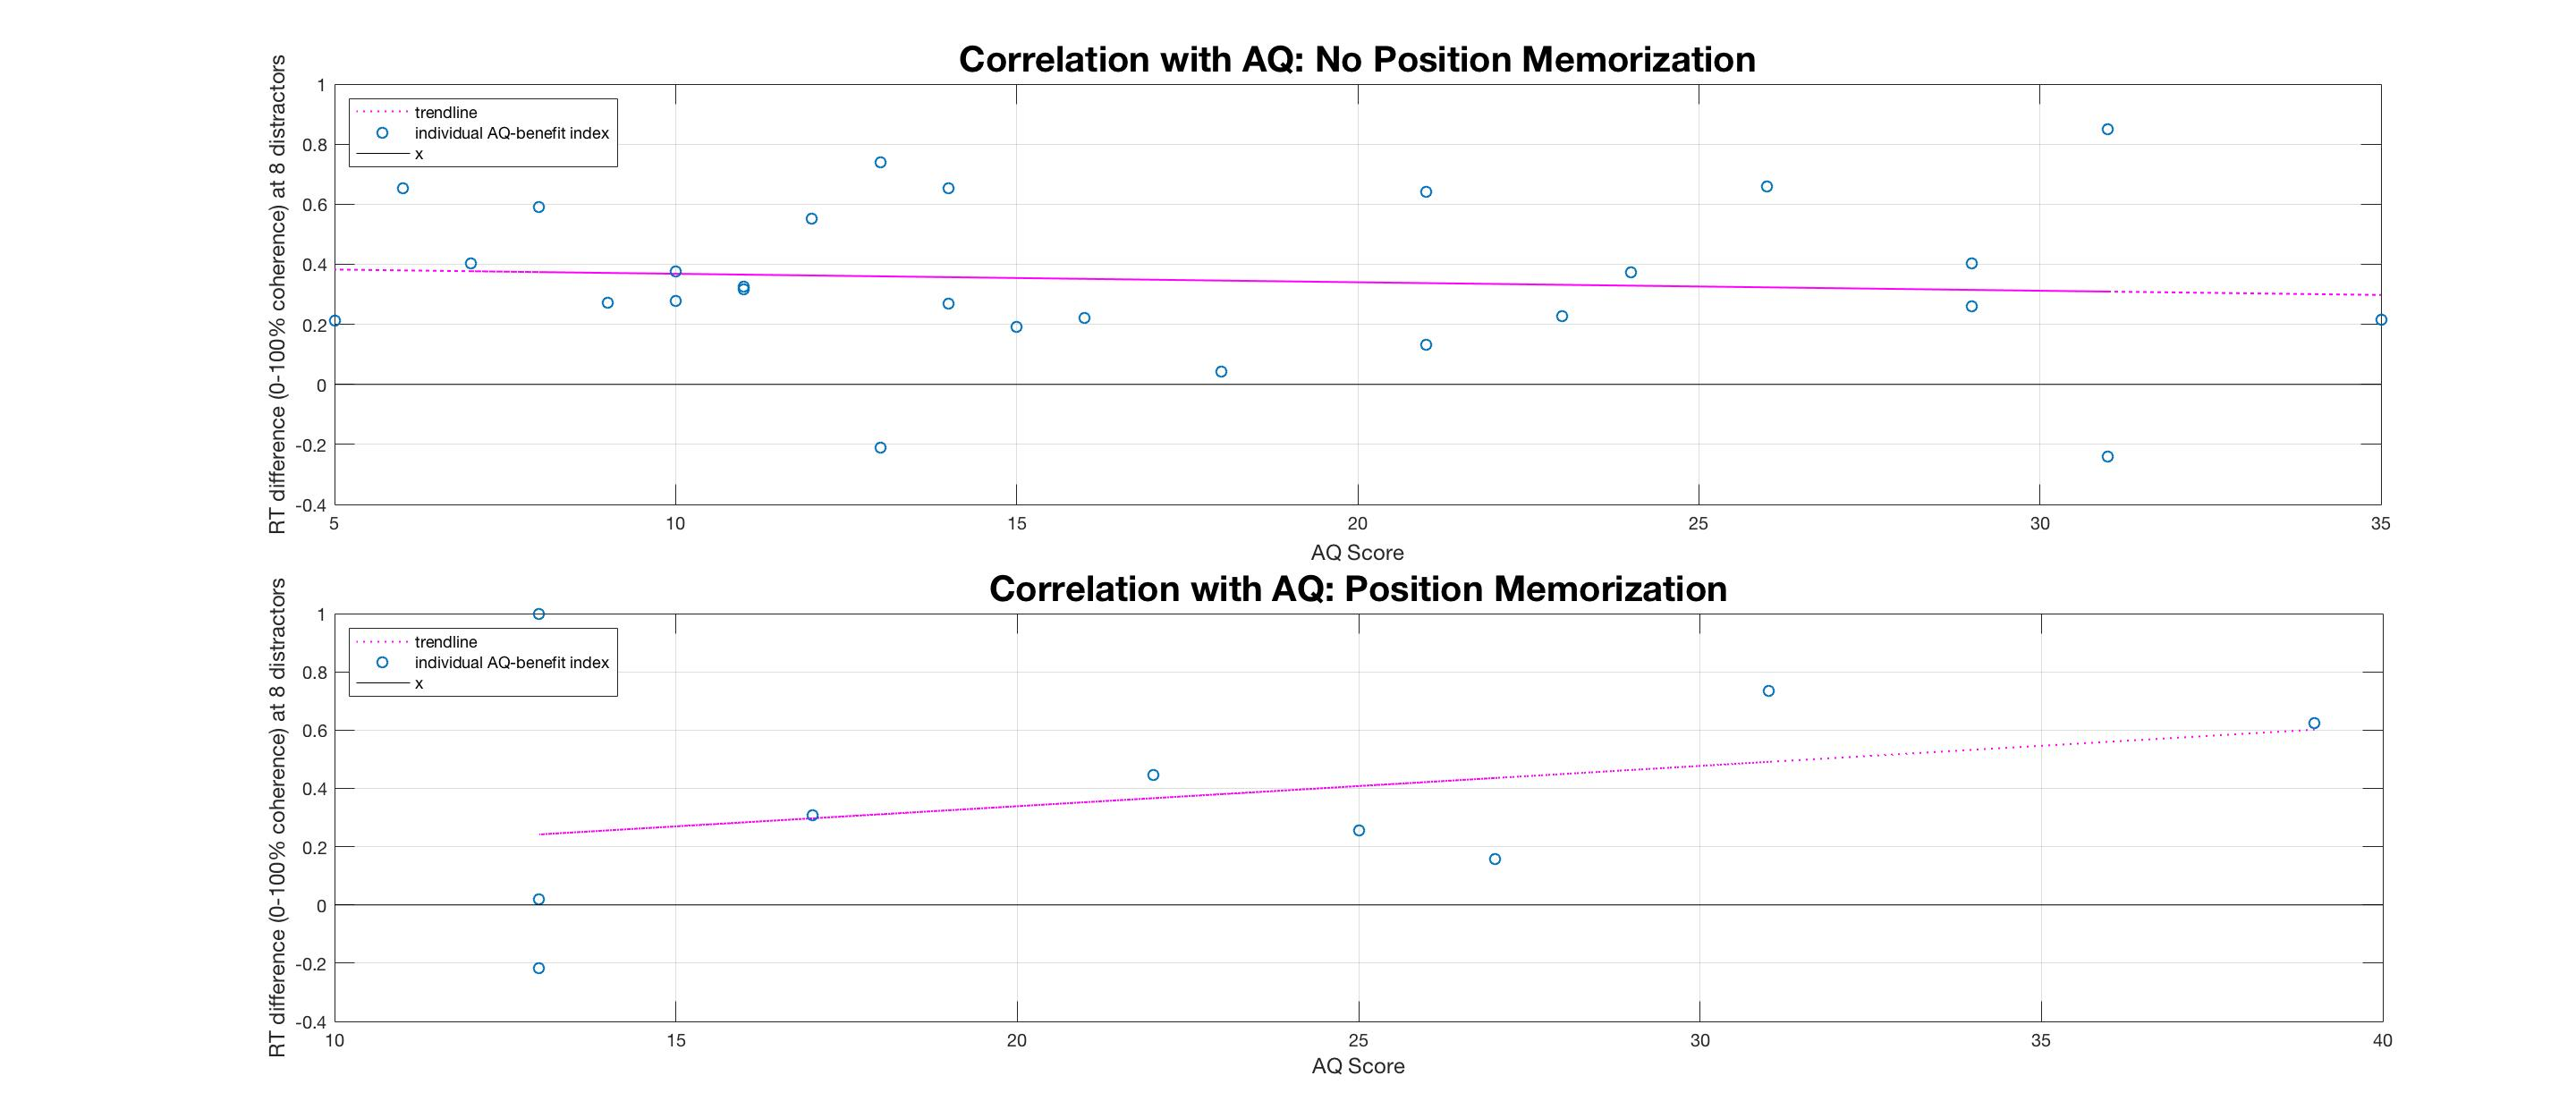 Correlation with AQ: No Position Memorization
RT difference (0-100% coherence) at 8 distractors
1
0.8
0.6
0.4
0.2
0
-0.2
-0.4
trendline
individual AQ-benefit index
x
5
10
15
20
25
30
35
AQ Score
Correlation with AQ: Position Memorization
RT difference (0-100% coherence) at 8 distractors
1
0.8
0.6
0.4
0.2
0
-0.2
-0.4
trendline
individual AQ-benefit index
x
10
15
20
25
30
35
40
AQ Score